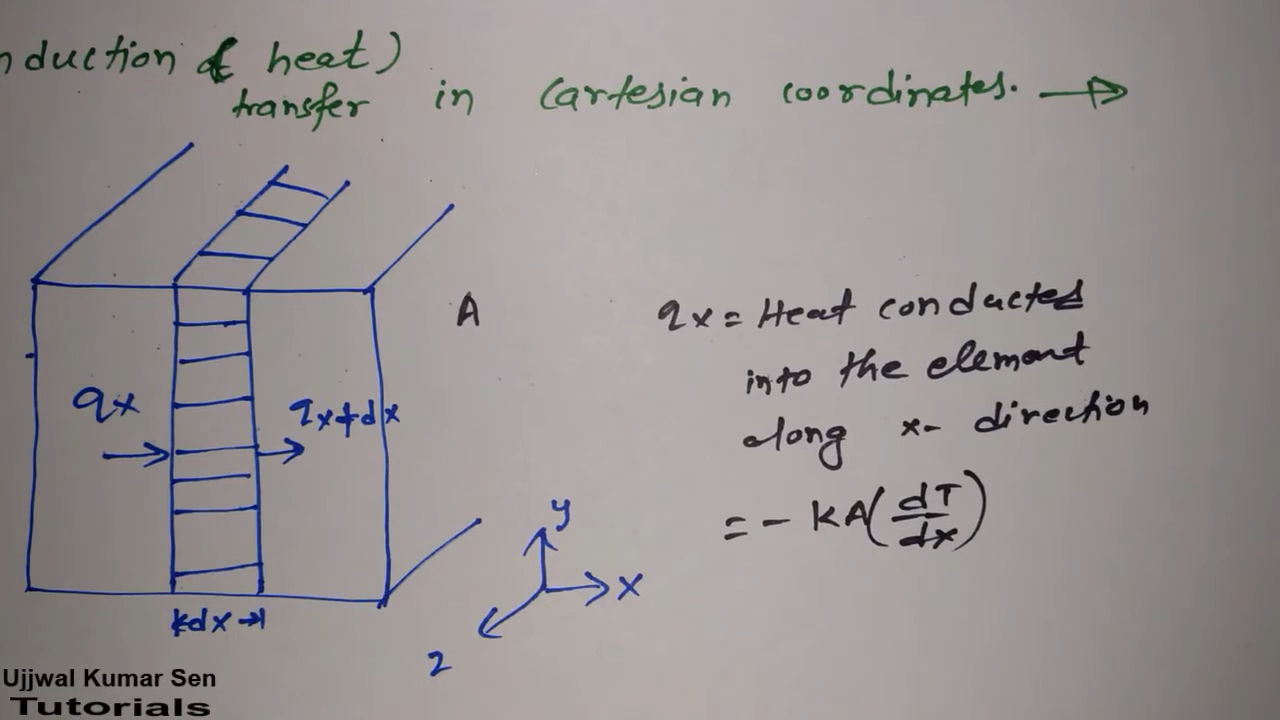 nduction of heat)
transfer in Cartesian coordinates.
A
qx
qx+dx
dx
y
x
z
qx = Heat conducted
into the element
along x- direction
= - KA(dT/dx)
Ujjwal Kumar Sen
Tutorials